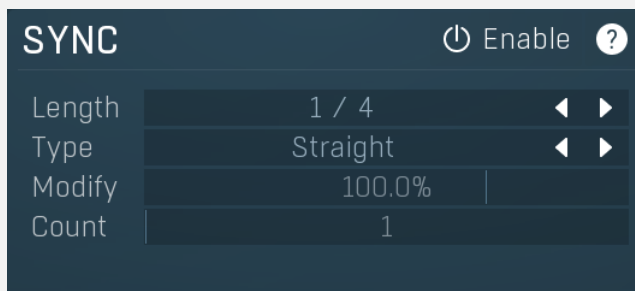 SYNC Enable ?
Length 1 / 4
Type Straight
Modify 100.0%
Count 1